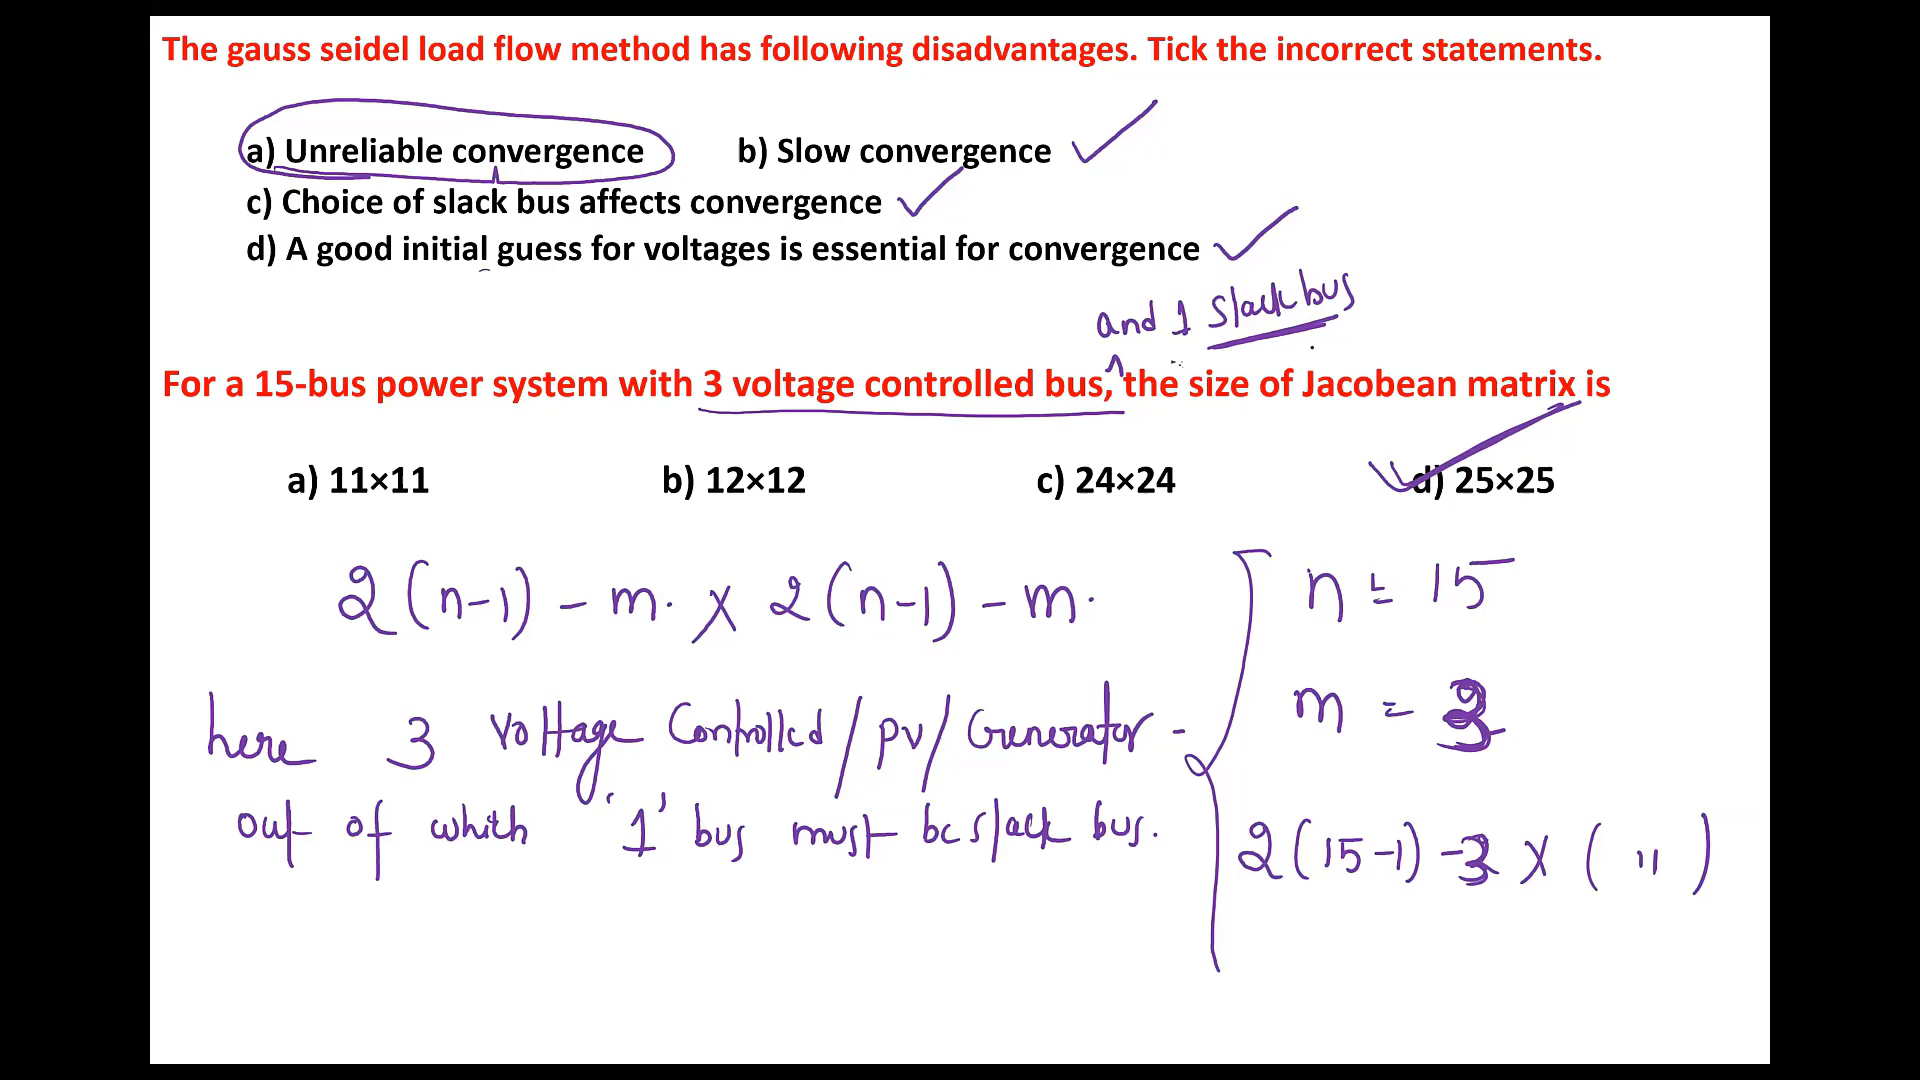 The gauss seidel load flow method has following disadvantages. Tick the incorrect statements.
a) Unreliable convergence b) Slow convergence
c) Choice of slack bus affects convergence
d) A good initial guess for voltages is essential for convergence
and 1 slack bus
For a 15-bus power system with 3 voltage controlled bus, the size of Jacobean matrix is
a) 11×11 b) 12×12 c) 24×24 d) 25×25
2(n-1) - m. × 2(n-1) - m.
n = 15
m = 3
here 3 Voltage Controlled / PV / Generator -
out of which '1' bus must be slack bus.
2(15-1) -3 × ( " )